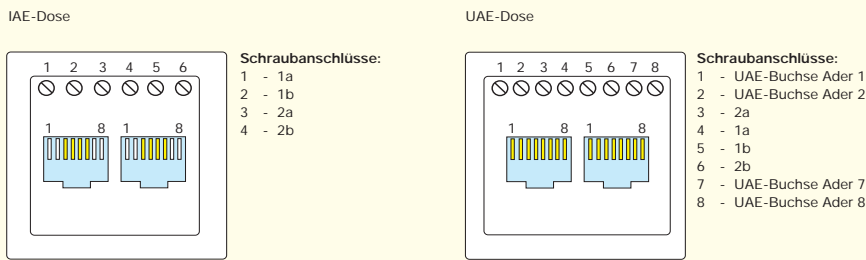 IAE-Dose
1 2 3 4 5 6
1 8 1 8
Schraubanschlüsse:
1 - 1a
2 - 1b
3 - 2a
4 - 2b
UAE-Dose
1 2 3 4 5 6 7 8
1 8 1 8
Schraubanschlüsse:
1 - UAE-Buchse Ader 1
2 - UAE-Buchse Ader 2
3 - 2a
4 - 1a
5 - 1b
6 - 2b
7 - UAE-Buchse Ader 7
8 - UAE-Buchse Ader 8